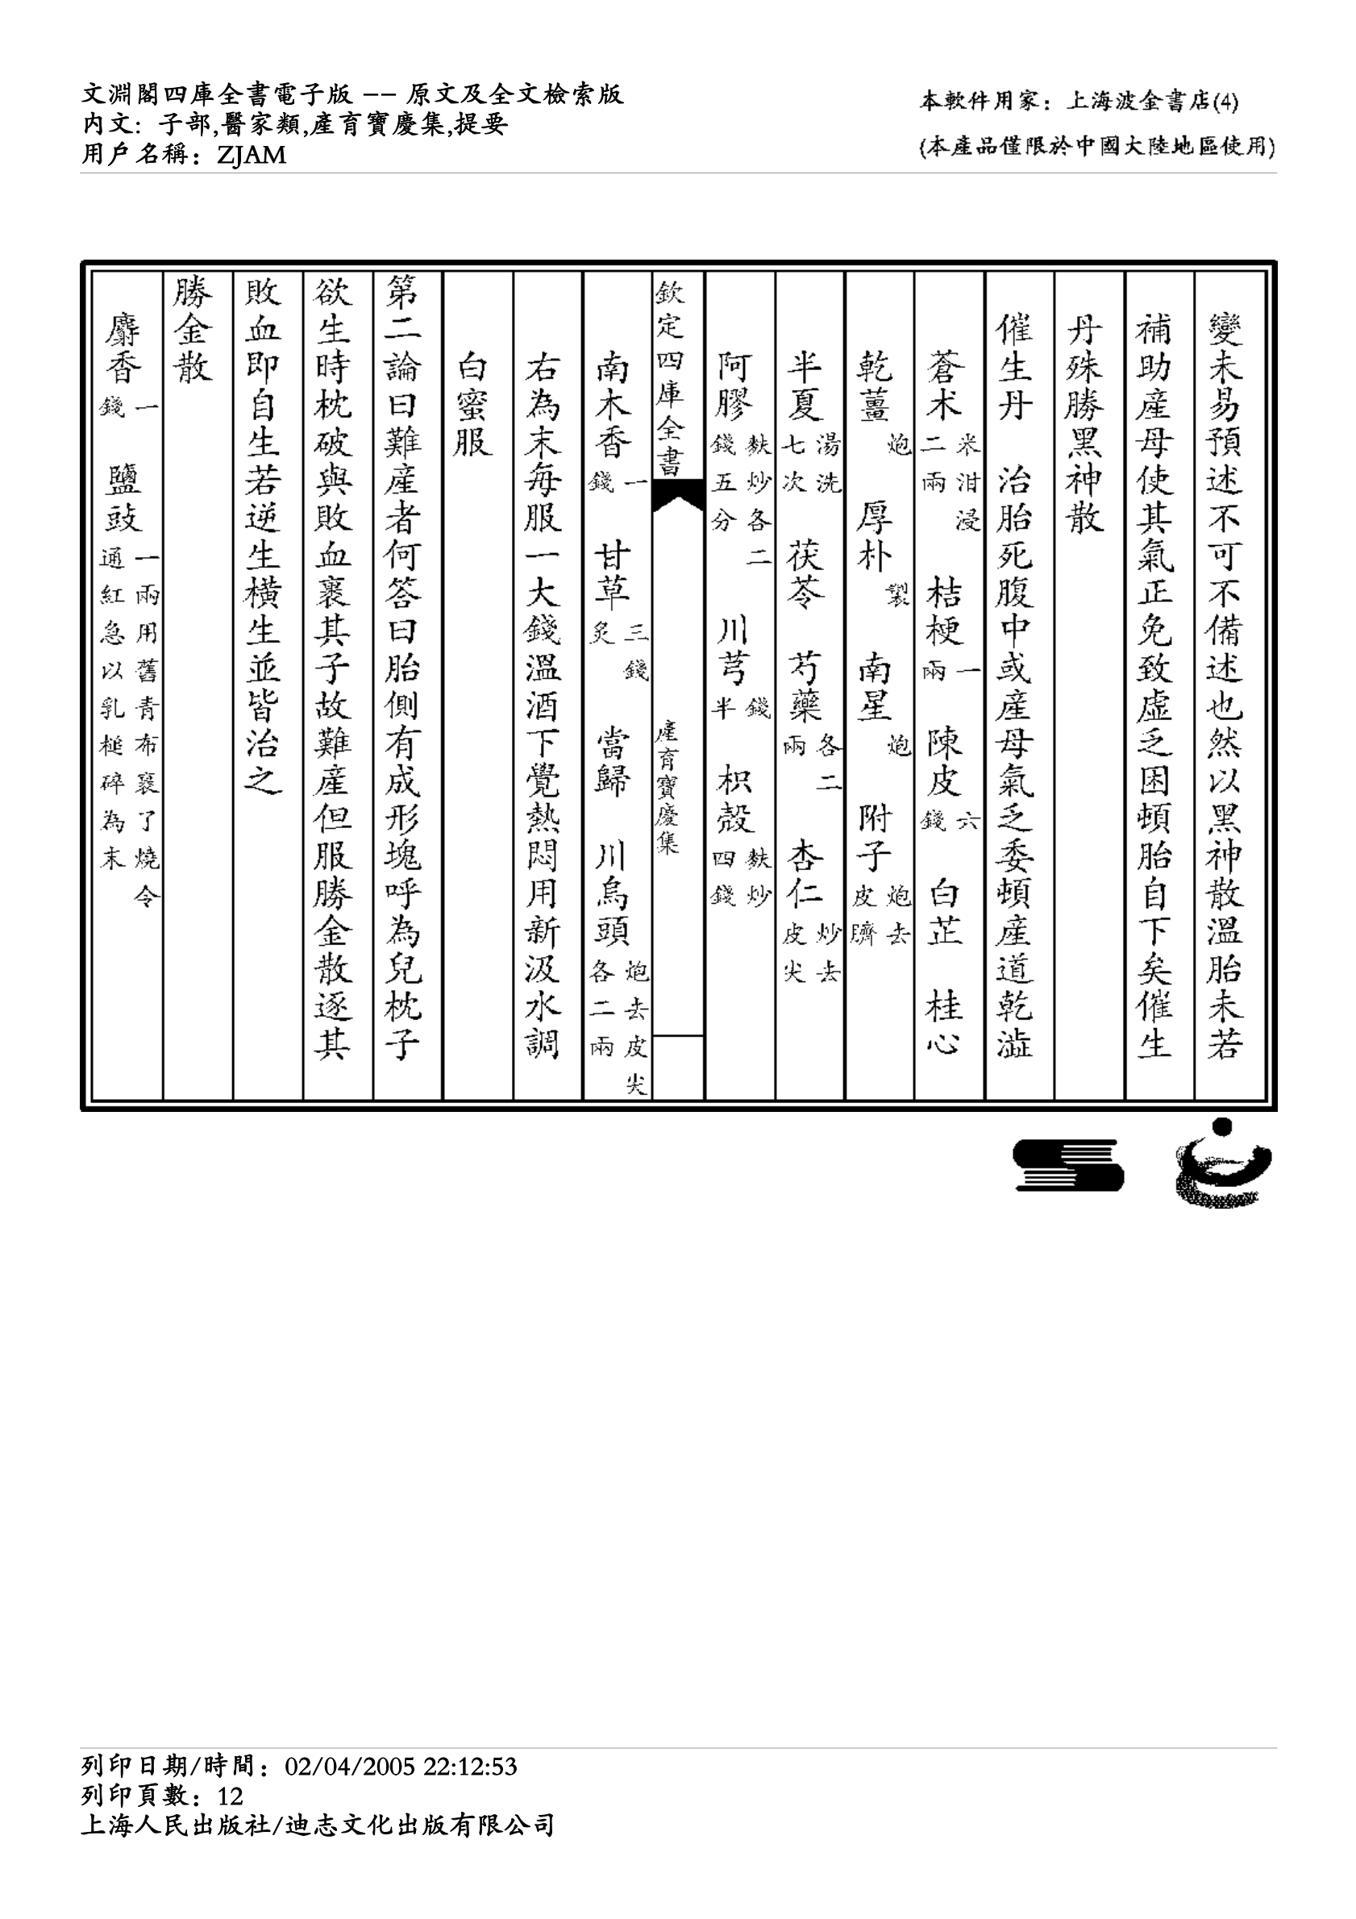 文淵閣四庫全書電子版 -- 原文及全文檢索版
内文: 子部,醫家類,產育寶慶集,提要
用戶名稱: ZJAM
本軟件用家: 上海波金書店(4)
(本產品僅限於中國大陸地區使用)
變未易預述不可不備述也然以黑神散溫胎未若
補助產母使其氣正免致虛乏困頓胎自下矣催生
丹殊勝黑神散
催生丹 治胎死腹中或產母氣乏委頓產道乾澁
蒼术米泔浸二兩 桔梗一兩 陳皮六錢 白芷 桂心
乾薑炮 厚朴製 南星炮 附子炮去皮臍
半夏湯洗七次 茯苓 芍藥各二兩 杏仁炒去皮尖
阿膠麩炒各二錢五分 川芎錢半 枳殼麩炒四錢
欽定四庫全書 產育寶慶集
南木香一錢 甘草三錢炙 當歸 川烏頭炮去皮尖各二兩
右為末每服一大錢溫酒下覺熱悶用新汲水調
白蜜服
第二論曰難產者何答曰胎側有成形塊呼為兒枕子
欲生時枕破與敗血裹其子故難產但服勝金散逐其
敗血即自生若逆生橫生並皆治之
勝金散
麝香一錢 鹽豉一兩用舊青布裹了燒令通紅急以乳槌碎為末
列印日期/時間: 02/04/2005 22:12:53
列印頁數: 12
上海人民出版社/迪志文化出版有限公司